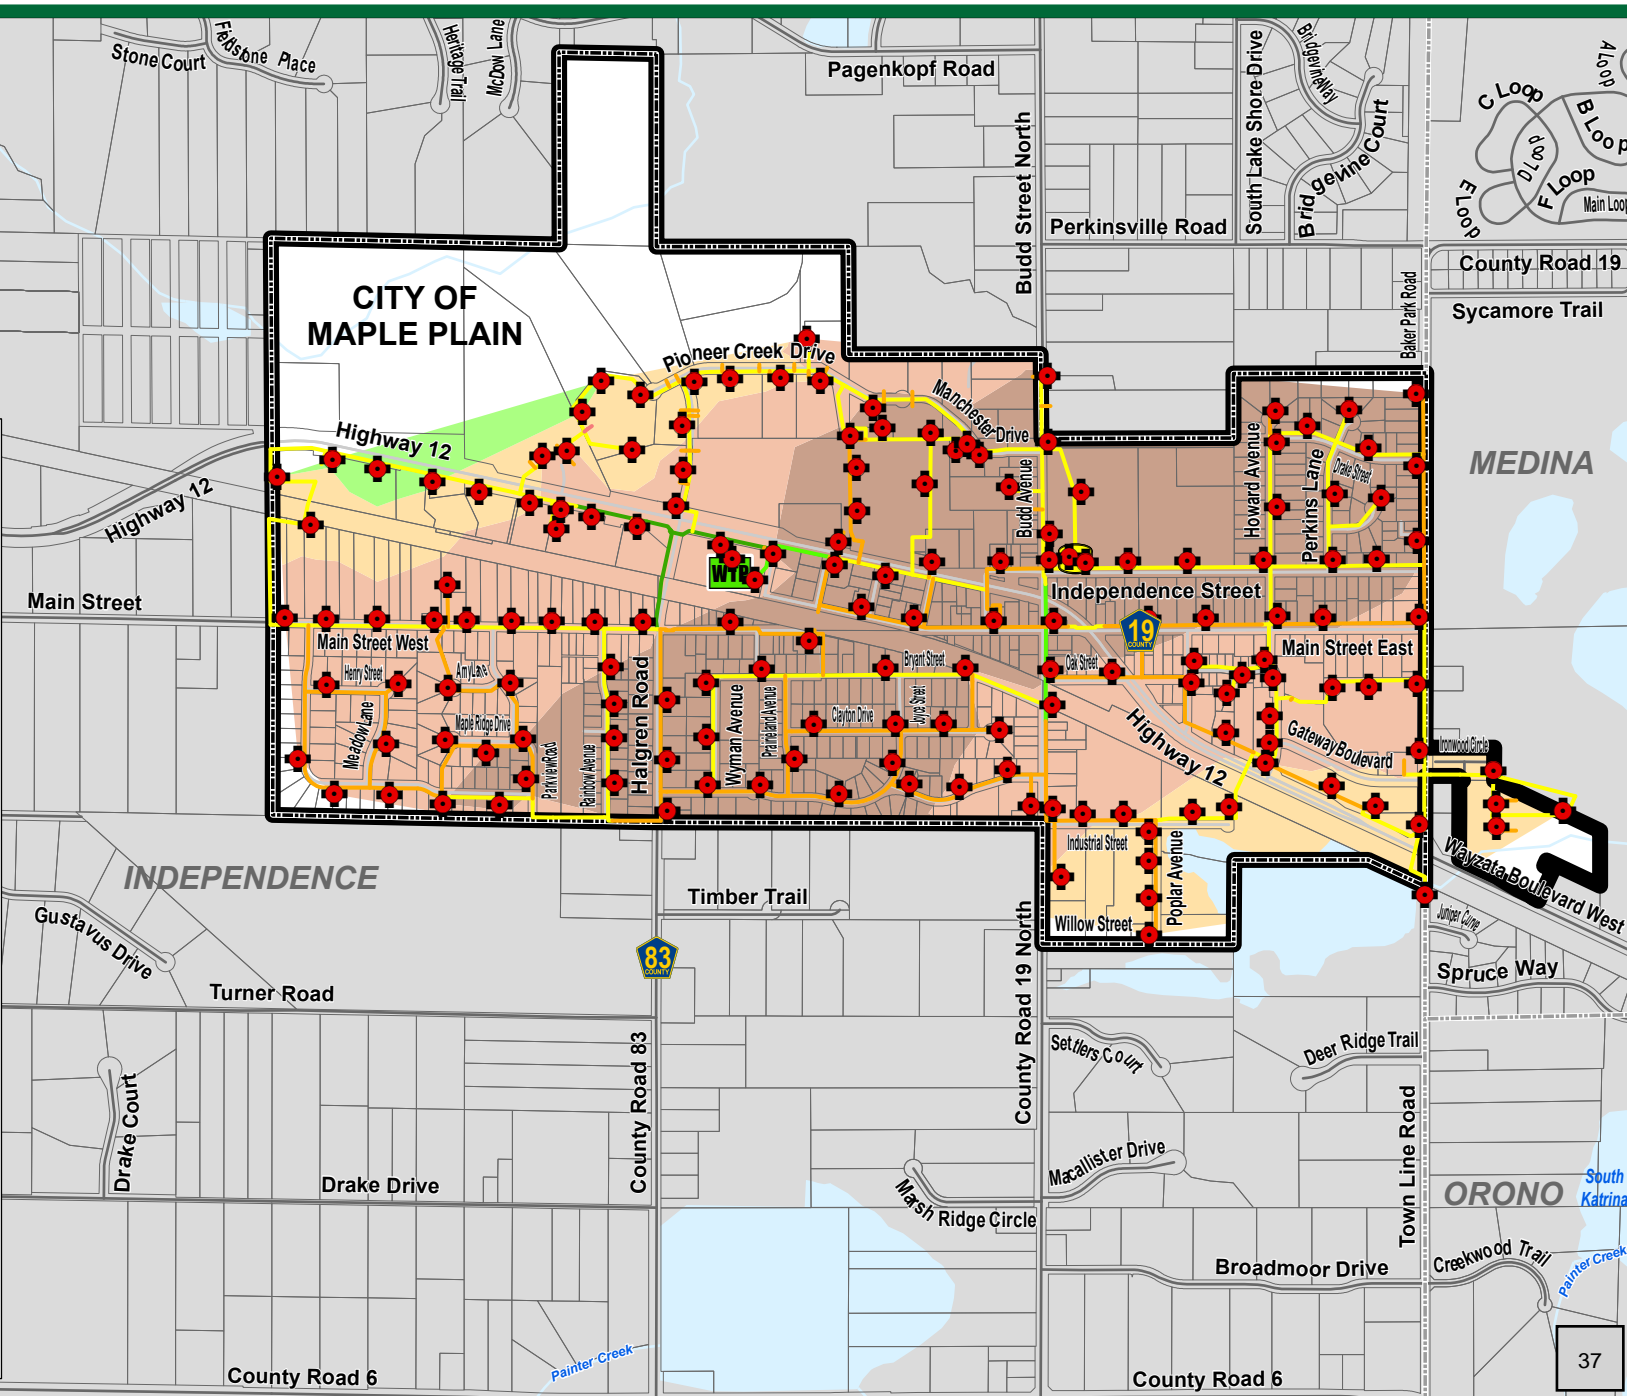 Stone Court
Fieldstone Place
Heritage Trail
McDow Lane
Pagenkopf Road
Budd Street North
South Lake Shore Drive
Bridgevine Way
Bridgevine Court
Perkinsville Road
A Loop
C Loop
B Loop
D Loop
F Loop
E Loop
Main Loop
County Road 19
Sycamore Trail
Baker Park Road
CITY OF
MAPLE PLAIN
Pioneer Creek Drive
Manchester Drive
Highway 12
Highway 12
Budd Avenue
Howard Avenue
Perkins Lane
Drake Street
MEDINA
WTP
Main Street
Independence Street
19
COUNTY
Main Street West
Main Street East
Henry Street
Amy Lane
Bryant Street
Oak Street
Meadow Lane
Maple Ridge Drive
Parkview Road
Rainbow Avenue
Halgren Road
Wyman Avenue
Prairieland Avenue
Clayton Drive
Joyce Street
Highway 12
Gateway Boulevard
Ironwood Circle
Industrial Street
Poplar Avenue
Willow Street
Wayzata Boulevard West
Juniper Curve
Spruce Way
INDEPENDENCE
Gustavus Drive
Timber Trail
83
COUNTY
County Road 19 North
Turner Road
County Road 83
Drake Court
Drake Drive
Settlers Court
Deer Ridge Trail
Macallister Drive
Marsh Ridge Circle
Town Line Road
ORONO
South
Katrina
Broadmoor Drive
Creekwood Trail
Painter Creek
Painter Creek
County Road 6
County Road 6
37